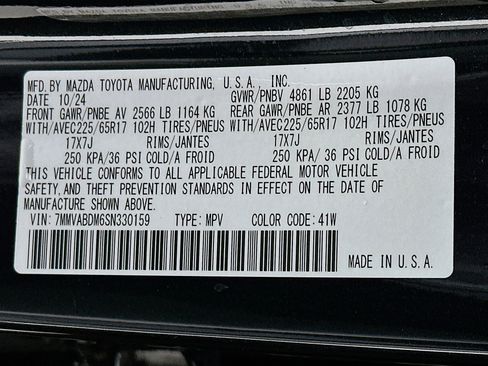 MFD. BY MAZDA TOYOTA MANUFACTURING, U.S.A., INC.
DATE 10/24 GVWR/PNBV 4861 LB 2205 KG
FRONT GAWR/PNBE AV 2566 LB 1164 KG REAR GAWR/PNBE AR 2377 LB 1078 KG
WITH/AVEC225/65R17 102H TIRES/PNEUS WITH/AVEC225/65R17 102H TIRES/PNEUS
17X7J RIMS/JANTES 17X7J RIMS/JANTES
250 KPA/36 PSI COLD/A FROID 250 KPA/36 PSI COLD/A FROID
THIS VEHICLE CONFORMS TO ALL APPLICABLE FEDERAL MOTOR VEHICLE
SAFETY, AND THEFT PREVENTION STANDARDS IN EFFECT ON THE DATE OF
MANUFACTURE SHOWN ABOVE.
VIN: 7MMVABDM6SN330159 TYPE: MPV COLOR CODE: 41W
MADE IN U.S.A.